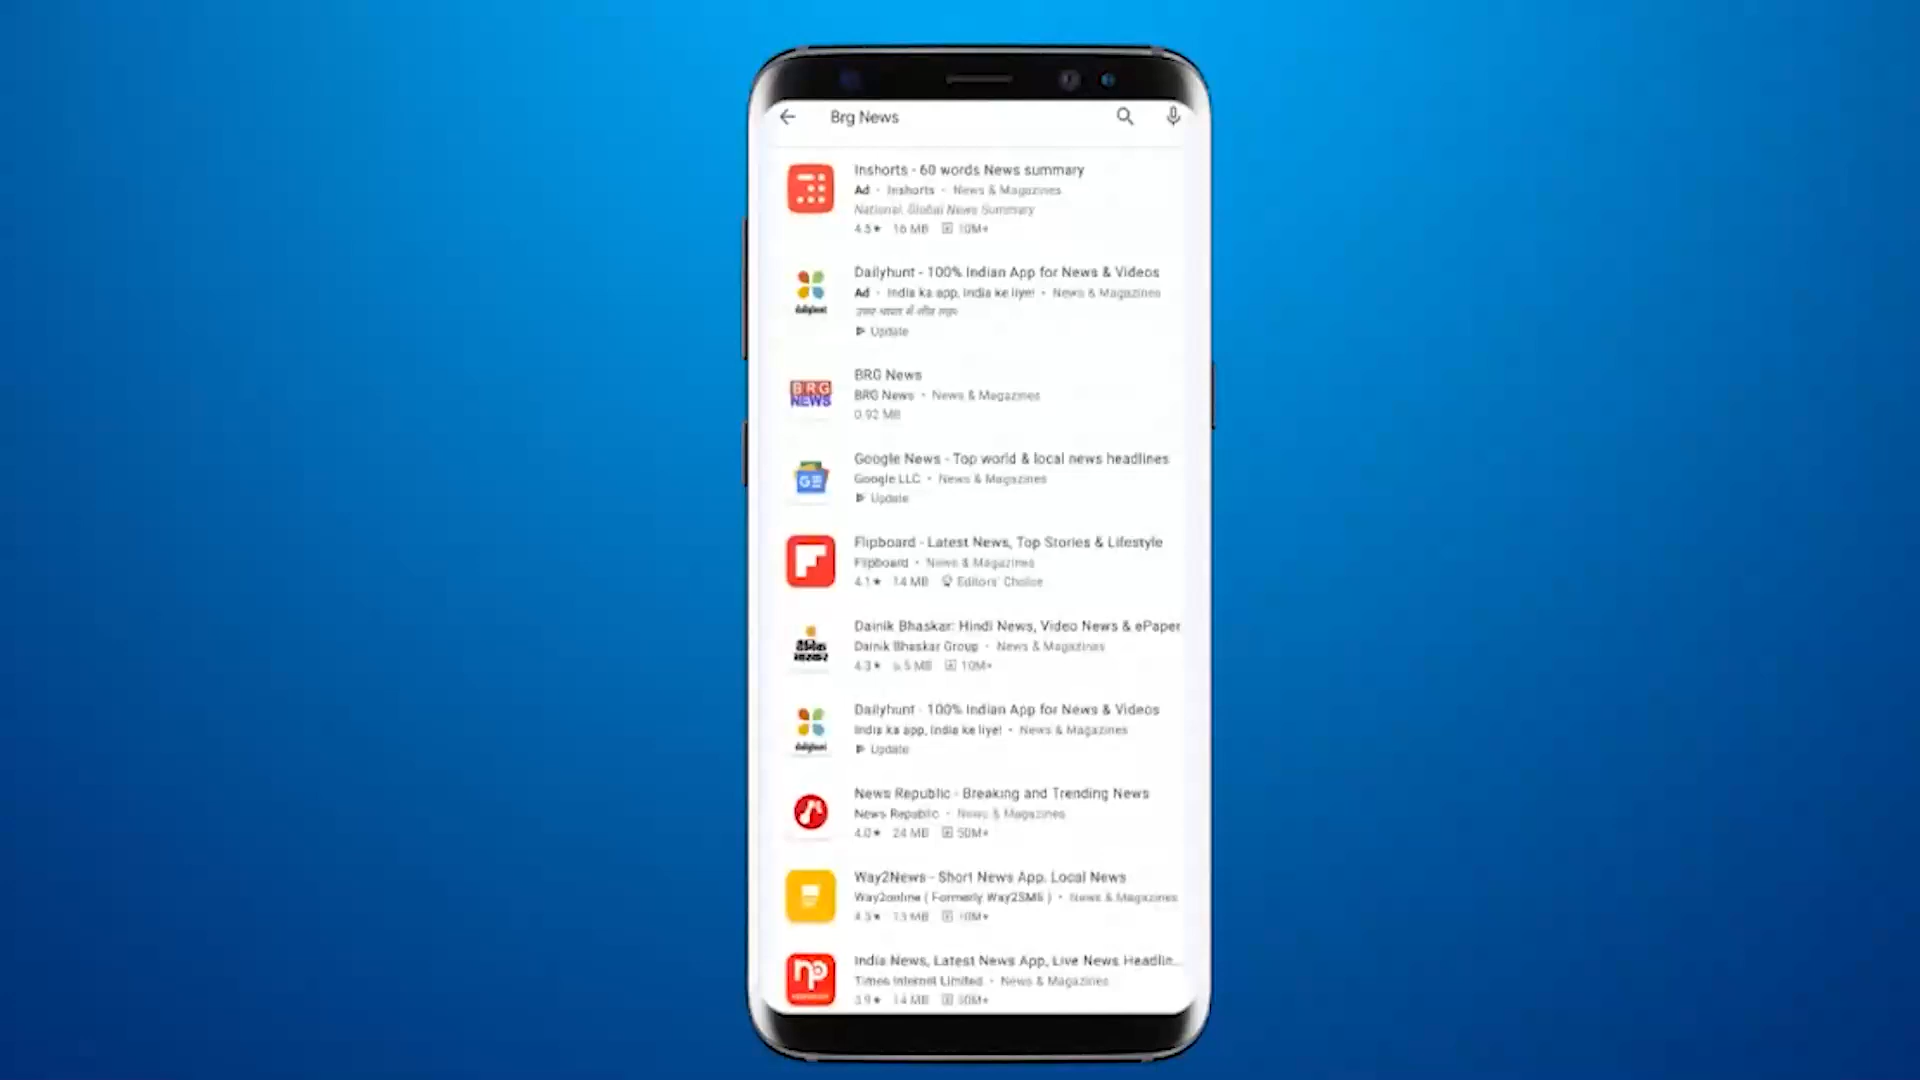 Brg News
Inshorts - 60 words News summary
Ad • Inshorts • News & Magazines
National, Global News Summary
4.5★ 16 MB 10M+
Dailyhunt - 100% Indian App for News & Videos
Ad • India ka app, India ke liye! • News & Magazines
dailyhunt
Update
BRG News
BRG NEWS
BRG News • News & Magazines
0.92 MB
Google News - Top world & local news headlines
Google LLC • News & Magazines
Update
Flipboard - Latest News, Top Stories & Lifestyle
Flipboard • News & Magazines
4.1★ 14 MB Editors' Choice
Dainik Bhaskar: Hindi News, Video News & ePaper
दैनिक भास्कर
Dainik Bhaskar Group • News & Magazines
4.3★ MB 10M+
Dailyhunt - 100% Indian App for News & Videos
India ka app, India ke liye! • News & Magazines
dailyhunt
Update
News Republic - Breaking and Trending News
News Republic • News & Magazines
4.0★ 24 MB 50M+
Way2News - Short News App, Local News
Way2online ( Formerly Way2SMS ) • News & Magazines
4.3★ 13 MB 10M+
np
India News, Latest News App, Live News Headlin...
Times Internet Limited • News & Magazines
3.9★ 14 MB